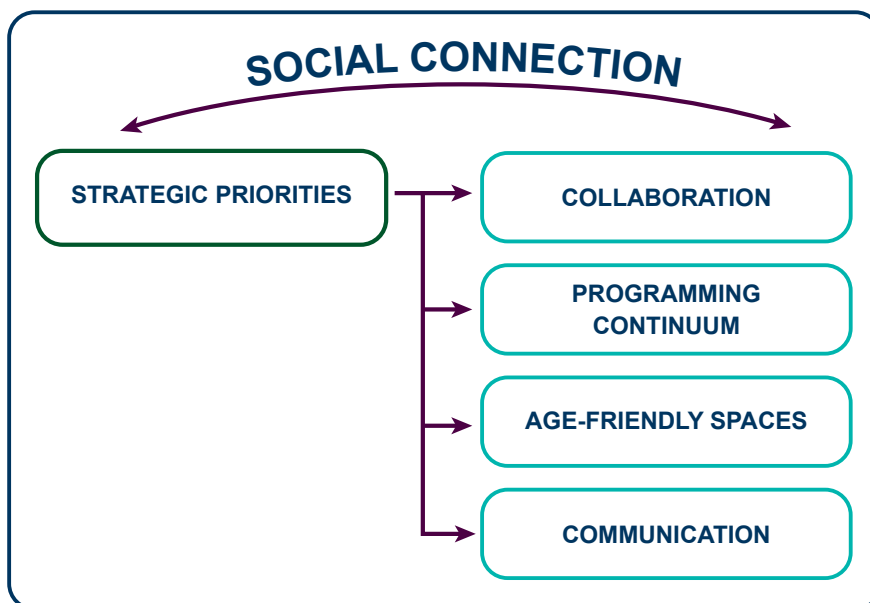 SOCIAL CONNECTION
STRATEGIC PRIORITIES
COLLABORATION
PROGRAMMING
CONTINUUM
AGE-FRIENDLY SPACES
COMMUNICATION